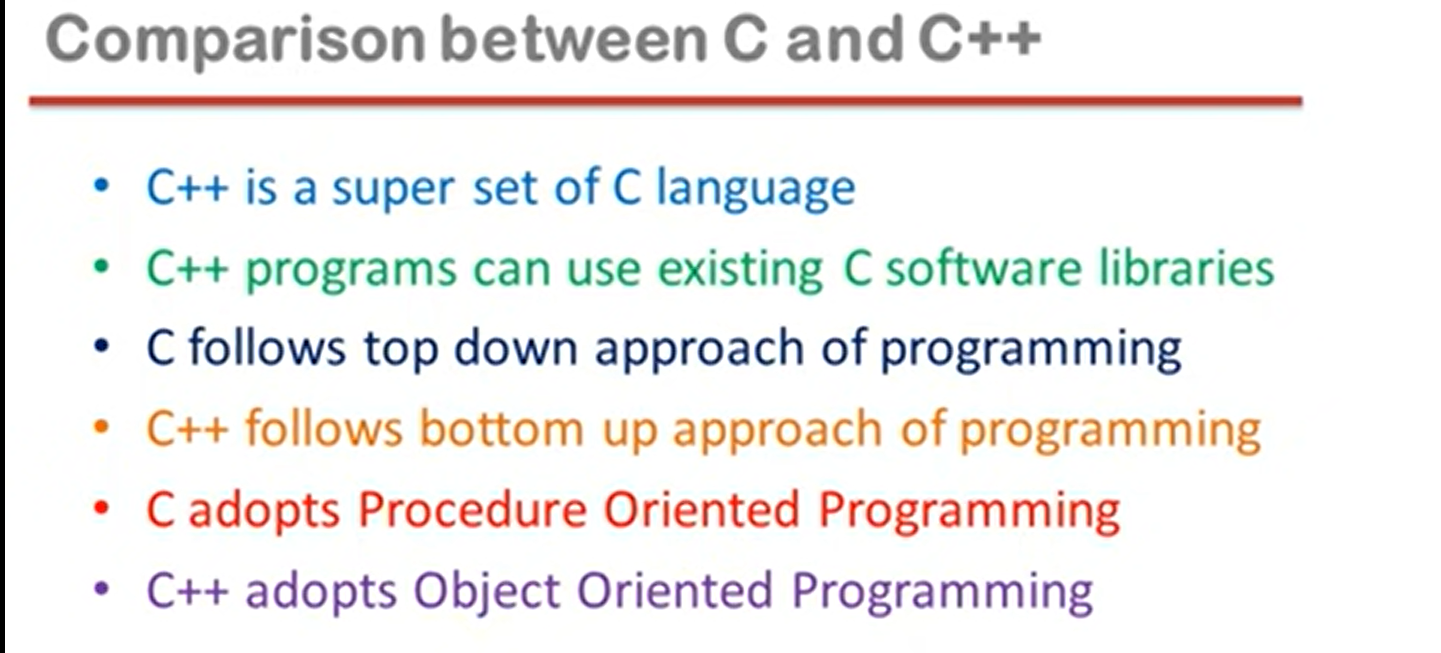 Comparison between C and C++
• C++ is a super set of C language
• C++ programs can use existing C software libraries
• C follows top down approach of programming
• C++ follows bottom up approach of programming
• C adopts Procedure Oriented Programming
• C++ adopts Object Oriented Programming